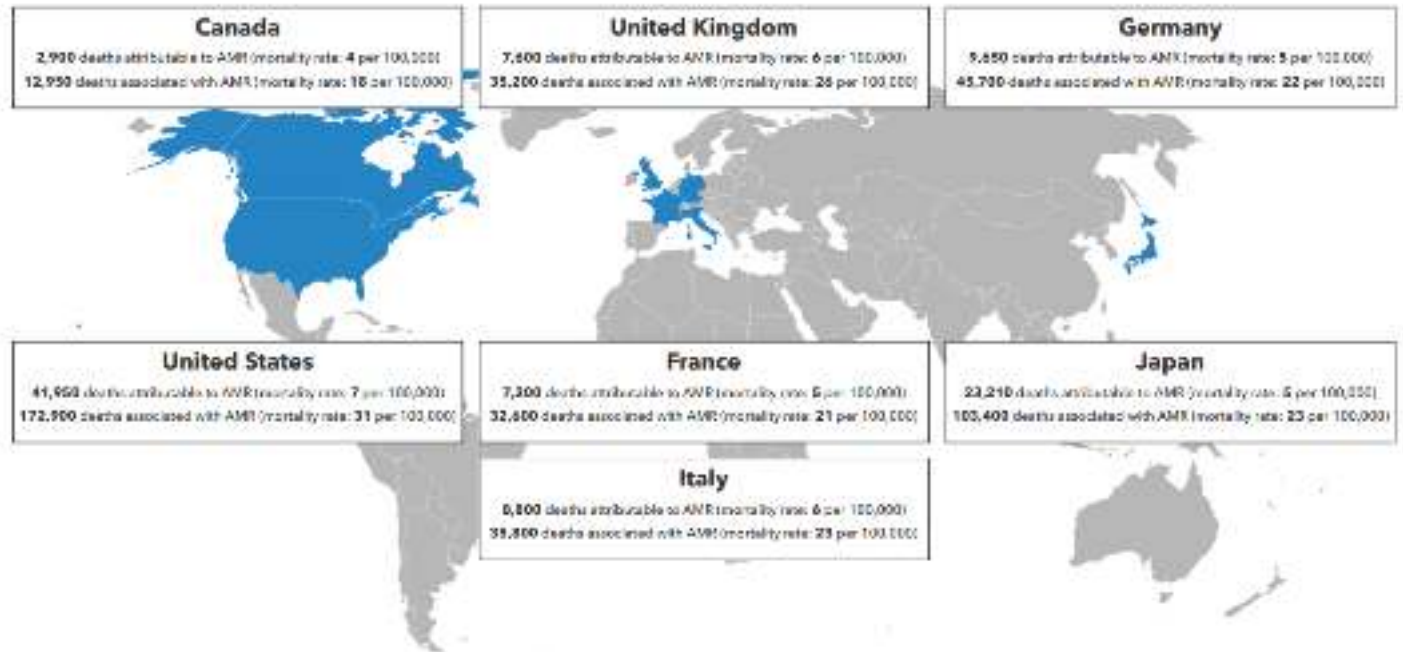 Canada
2,900 deaths attributable to AMR (mortality rate: 4 per 100,000)
12,950 deaths associated with AMR (mortality rate: 18 per 100,000)
United Kingdom
7,600 deaths attributable to AMR (mortality rate: 6 per 100,000)
35,200 deaths associated with AMR (mortality rate: 26 per 100,000)
Germany
9,650 deaths attributable to AMR (mortality rate: 5 per 100,000)
45,700 deaths associated with AMR (mortality rate: 22 per 100,000)
United States
41,950 deaths attributable to AMR (mortality rate: 7 per 100,000)
172,900 deaths associated with AMR (mortality rate: 31 per 100,000)
France
deaths attributable to AMR (mortality rate: 5 per 100,000)
32,600 deaths associated with AMR (mortality rate: 21 per 100,000)
Japan
23,210 deaths attributable to AMR (mortality rate: 5 per 100,000)
103,400 deaths associated with AMR (mortality rate: 23 per 100,000)
Italy
deaths attributable to AMR (mortality rate: 6 per 100,000)
deaths associated with AMR (mortality rate: 23 per 100,000)